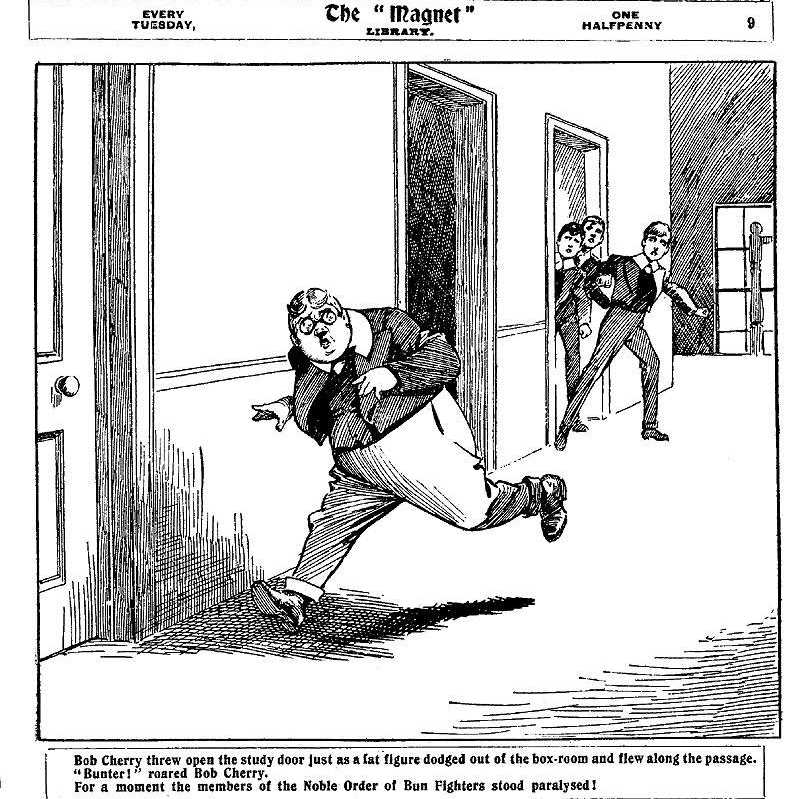 EVERY
TUESDAY,
The "Magnet"
LIBRARY.
ONE
HALFPENNY
9
Bob Cherry threw open the study door just as a fat figure dodged out of the box-room and flew along the passage.
"Bunter!" roared Bob Cherry.
For a moment the members of the Noble Order of Bun Fighters stood paralysed!